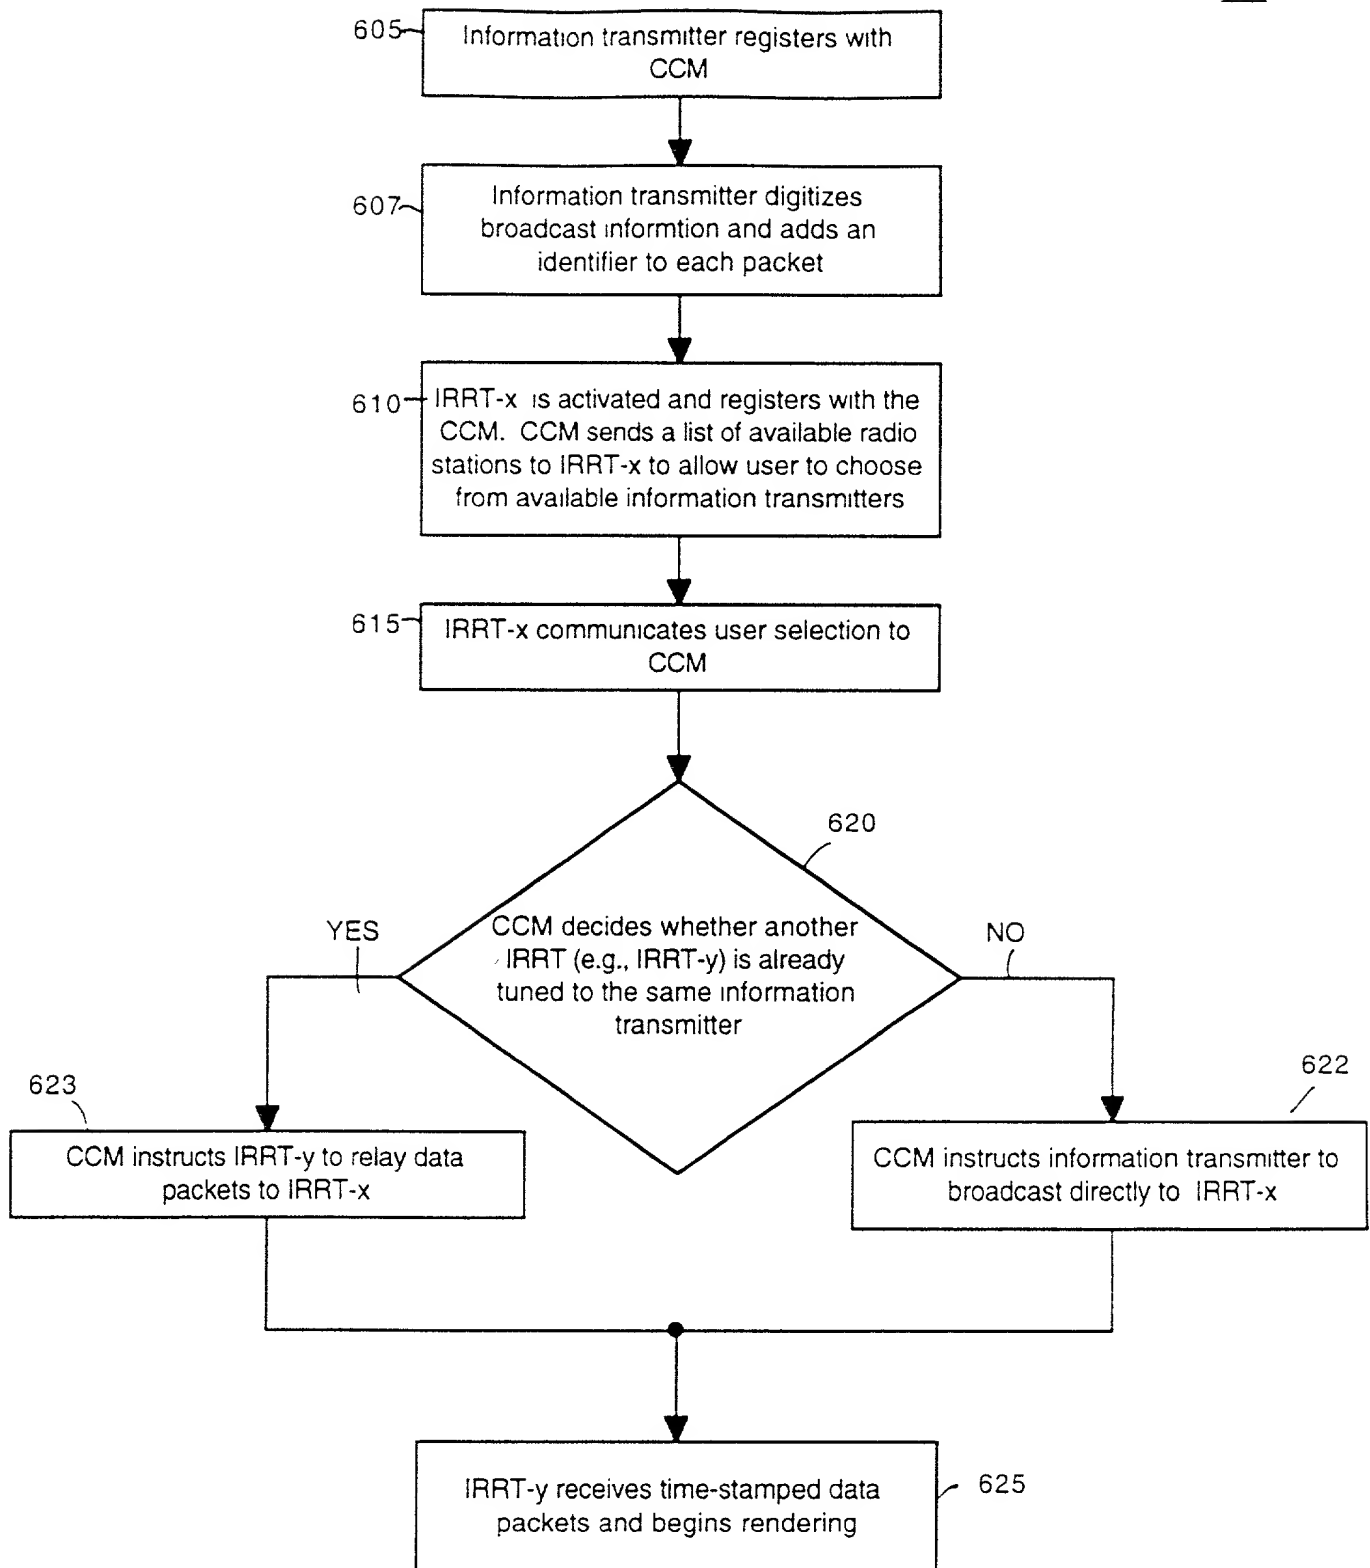 605
Information transmitter registers with
CCM
607
Information transmitter digitizes
broadcast informtion and adds an
identifier to each packet
610
IRRT-x is activated and registers with the
CCM. CCM sends a list of available radio
stations to IRRT-x to allow user to choose
from available information transmitters
615
IRRT-x communicates user selection to
CCM
620
CCM decides whether another
IRRT (e.g., IRRT-y) is already
tuned to the same information
transmitter
YES
NO
623
CCM instructs IRRT-y to relay data
packets to IRRT-x
622
CCM instructs information transmitter to
broadcast directly to IRRT-x
IRRT-y receives time-stamped data
packets and begins rendering
625